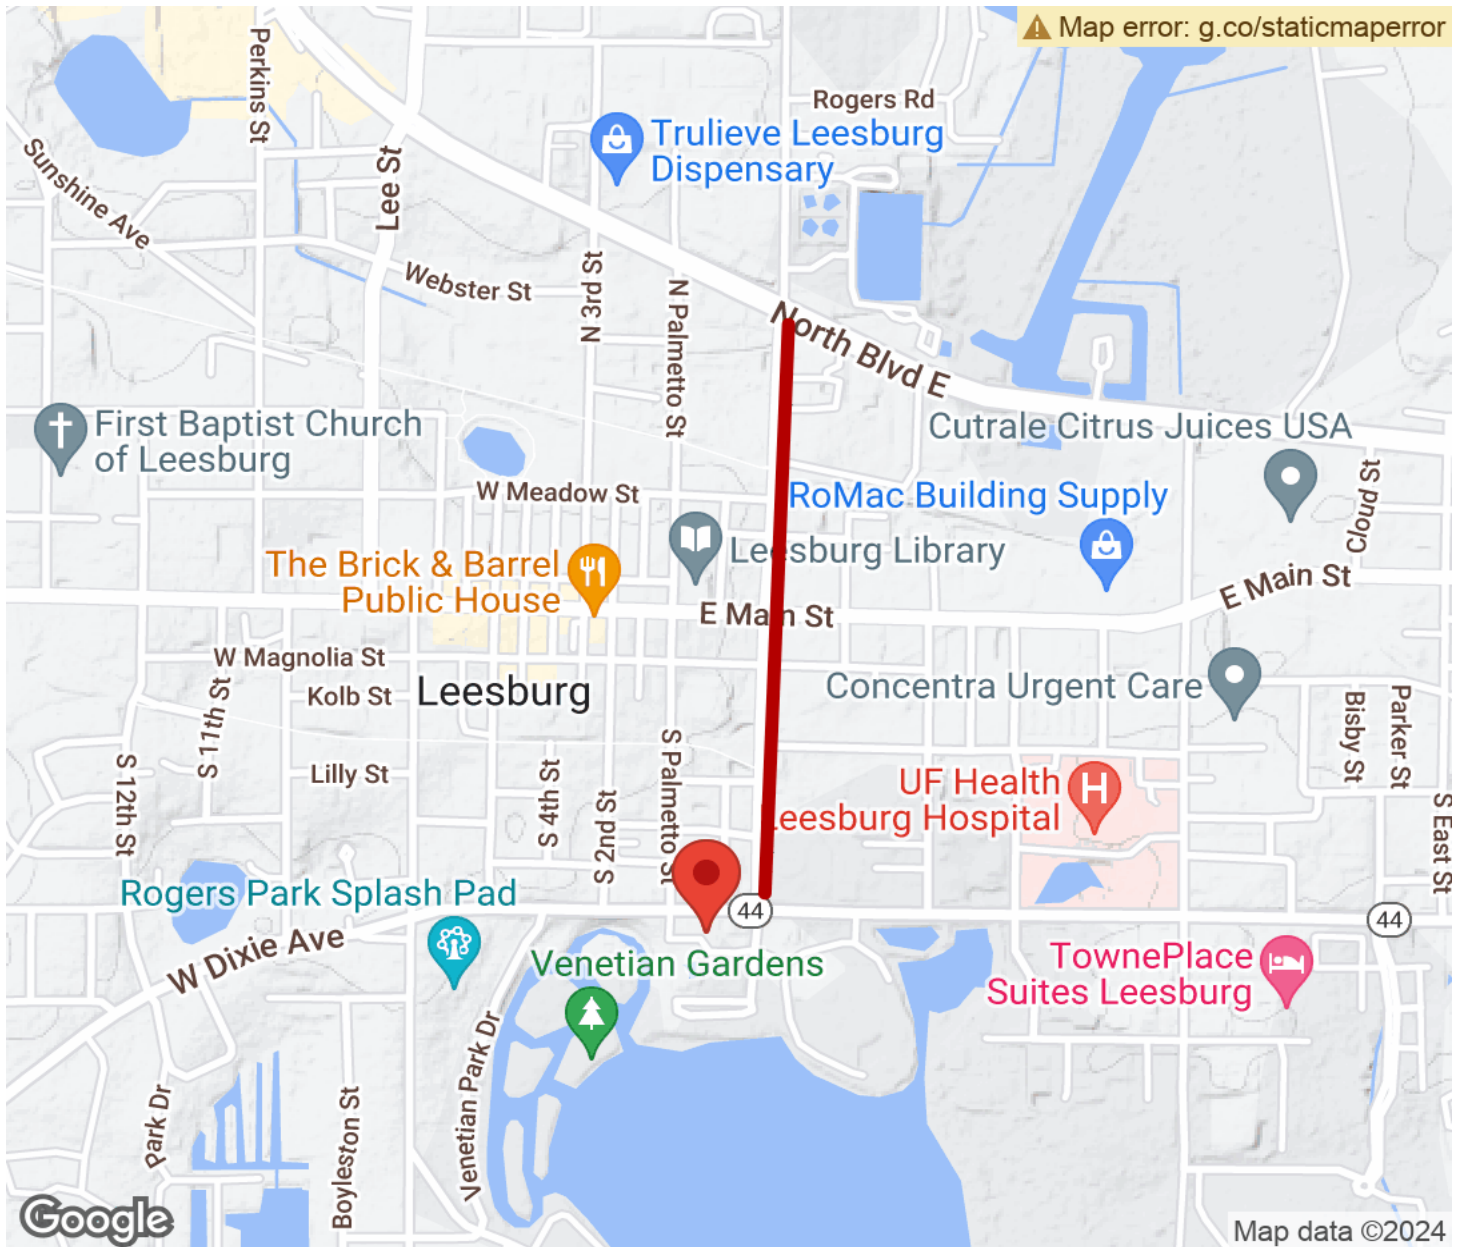 Map error: g.co/staticmaperror
Perkins St
Rogers Rd
Trulieve Leesburg
Dispensary
Sunshine Ave
Lee St
Webster St
N 3rd St
N Palmetto St
North Blvd E
First Baptist Church
of Leesburg
Cutrale Citrus Juices USA
W Meadow St
RoMac Building Supply
Cloud St
Leesburg Library
The Brick & Barrel
Public House
E Main St
E Main St
W Magnolia St
Kolb St
Leesburg
Concentra Urgent Care
S 11th St
Bisby St
Parker St
S 12th St
Lilly St
S 4th St
S 2nd St
S Palmetto St
UF Health
Leesburg Hospital
S East St
Rogers Park Splash Pad
44
44
W Dixie Ave
Venetian Gardens
TownePlace
Suites Leesburg
Venetian Park Dr
Park Dr
Boyleston St
Google
Map data ©2024